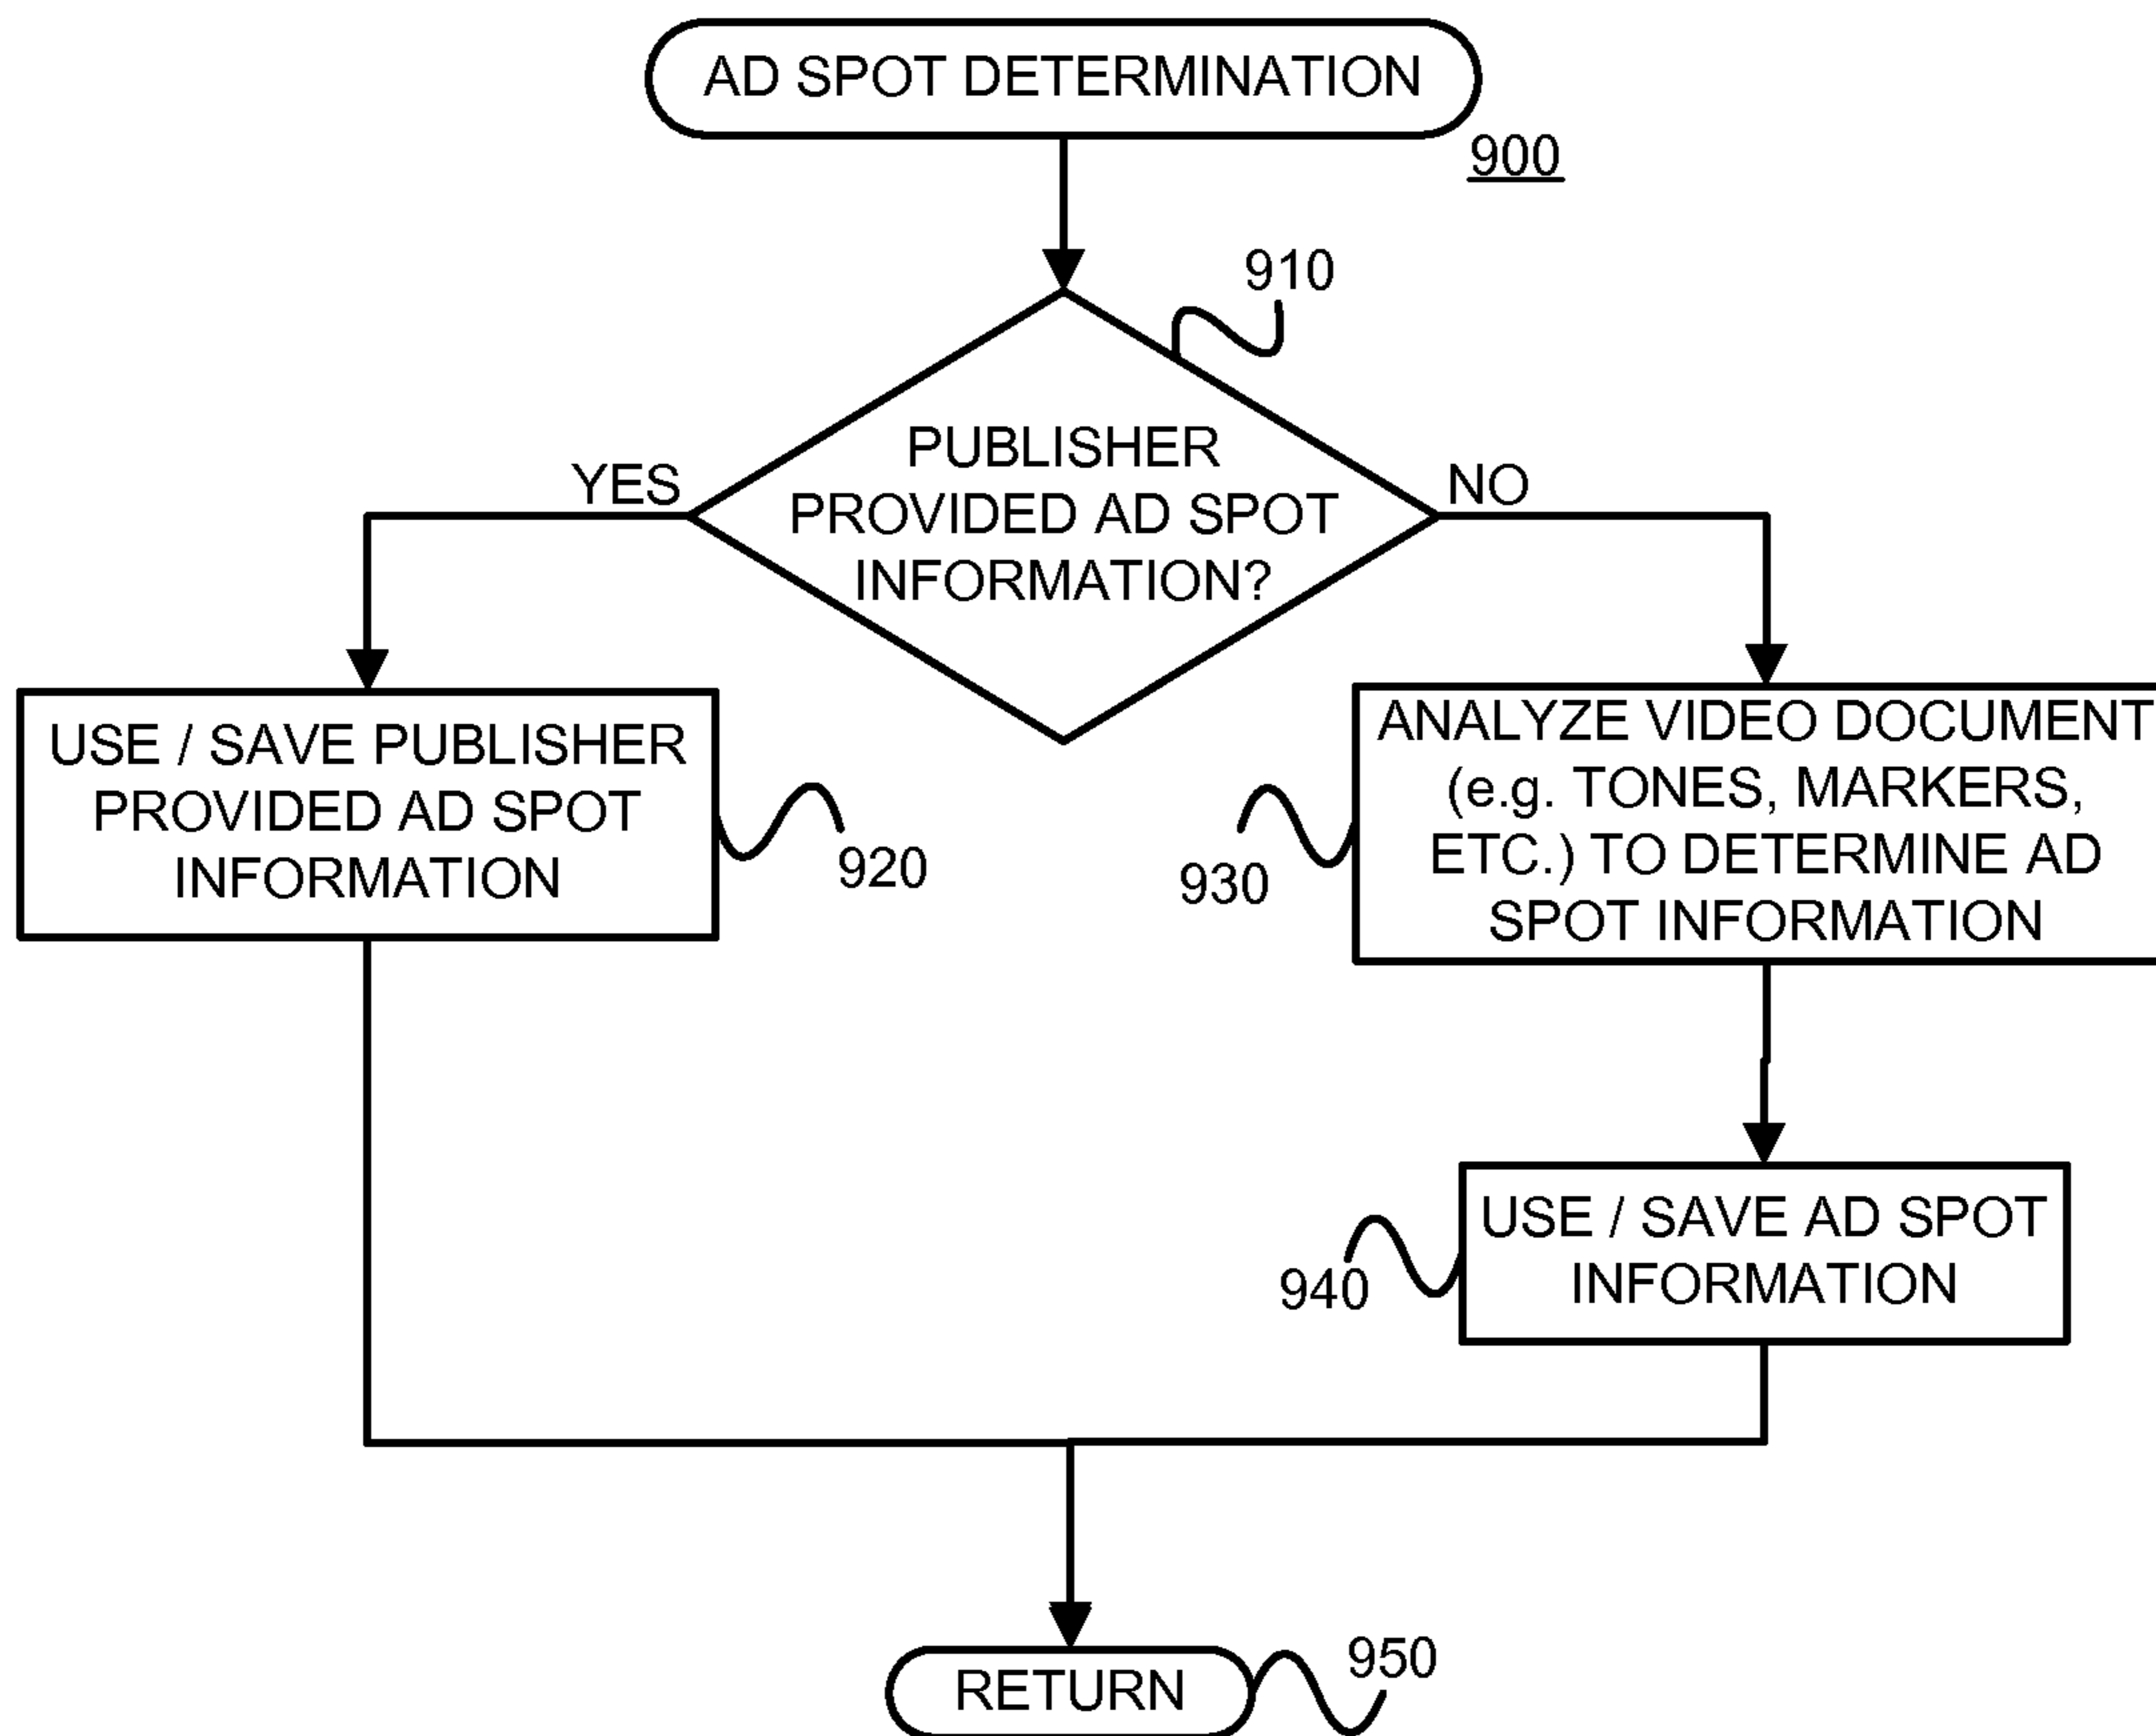 AD SPOT DETERMINATION
900
910
PUBLISHER
PROVIDED AD SPOT
INFORMATION?
YES
NO
USE / SAVE PUBLISHER
PROVIDED AD SPOT
INFORMATION
920
ANALYZE VIDEO DOCUMENT
(e.g. TONES, MARKERS,
ETC.) TO DETERMINE AD
SPOT INFORMATION
930
USE / SAVE AD SPOT
INFORMATION
940
RETURN
950